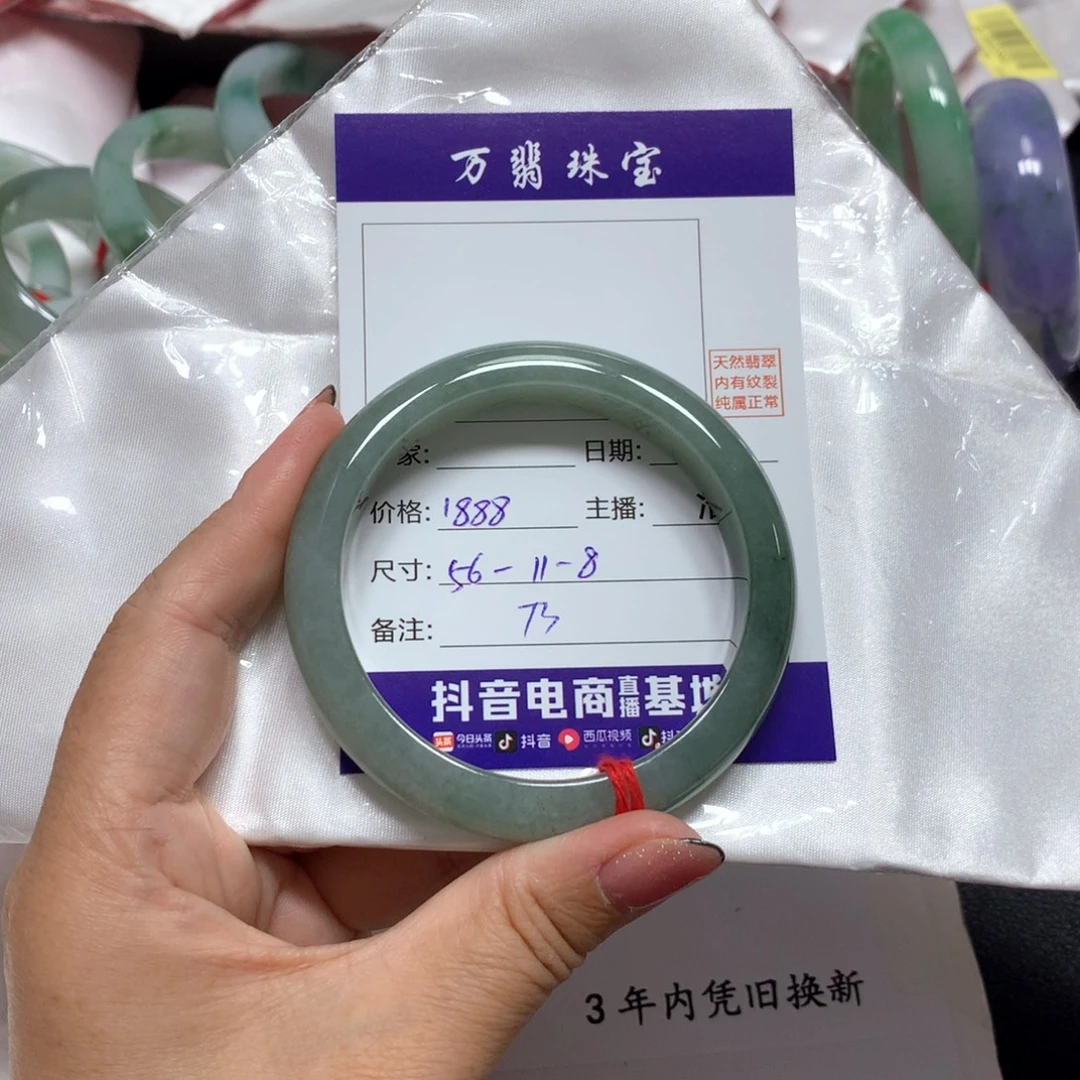 万翡珠宝
天然翡翠
内有纹裂
纯属正常
家: 日期:
价格: 1888 主播:
尺寸: 56-11-8
备注:
抖音电商直播基地
头条 今日头条 抖音 西瓜视频 抖
3年内凭旧换新